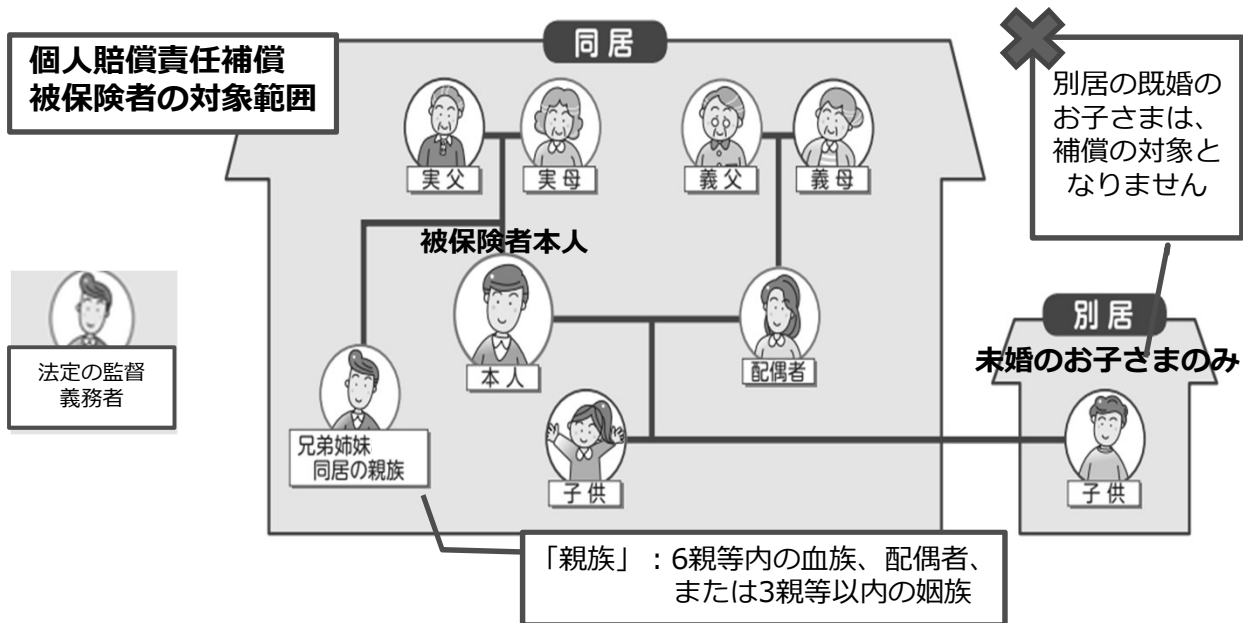 個人賠償責任補償
被保険者の対象範囲
同居
別居の既婚の
お子さまは、
補償の対象と
なりません
実父
実母
義父
義母
被保険者本人
本人
配偶者
法定の監督
義務者
兄弟姉妹
同居の親族
子供
別居
未婚のお子さまのみ
子供
「親族」：6親等内の血族、配偶者、
または3親等以内の姻族